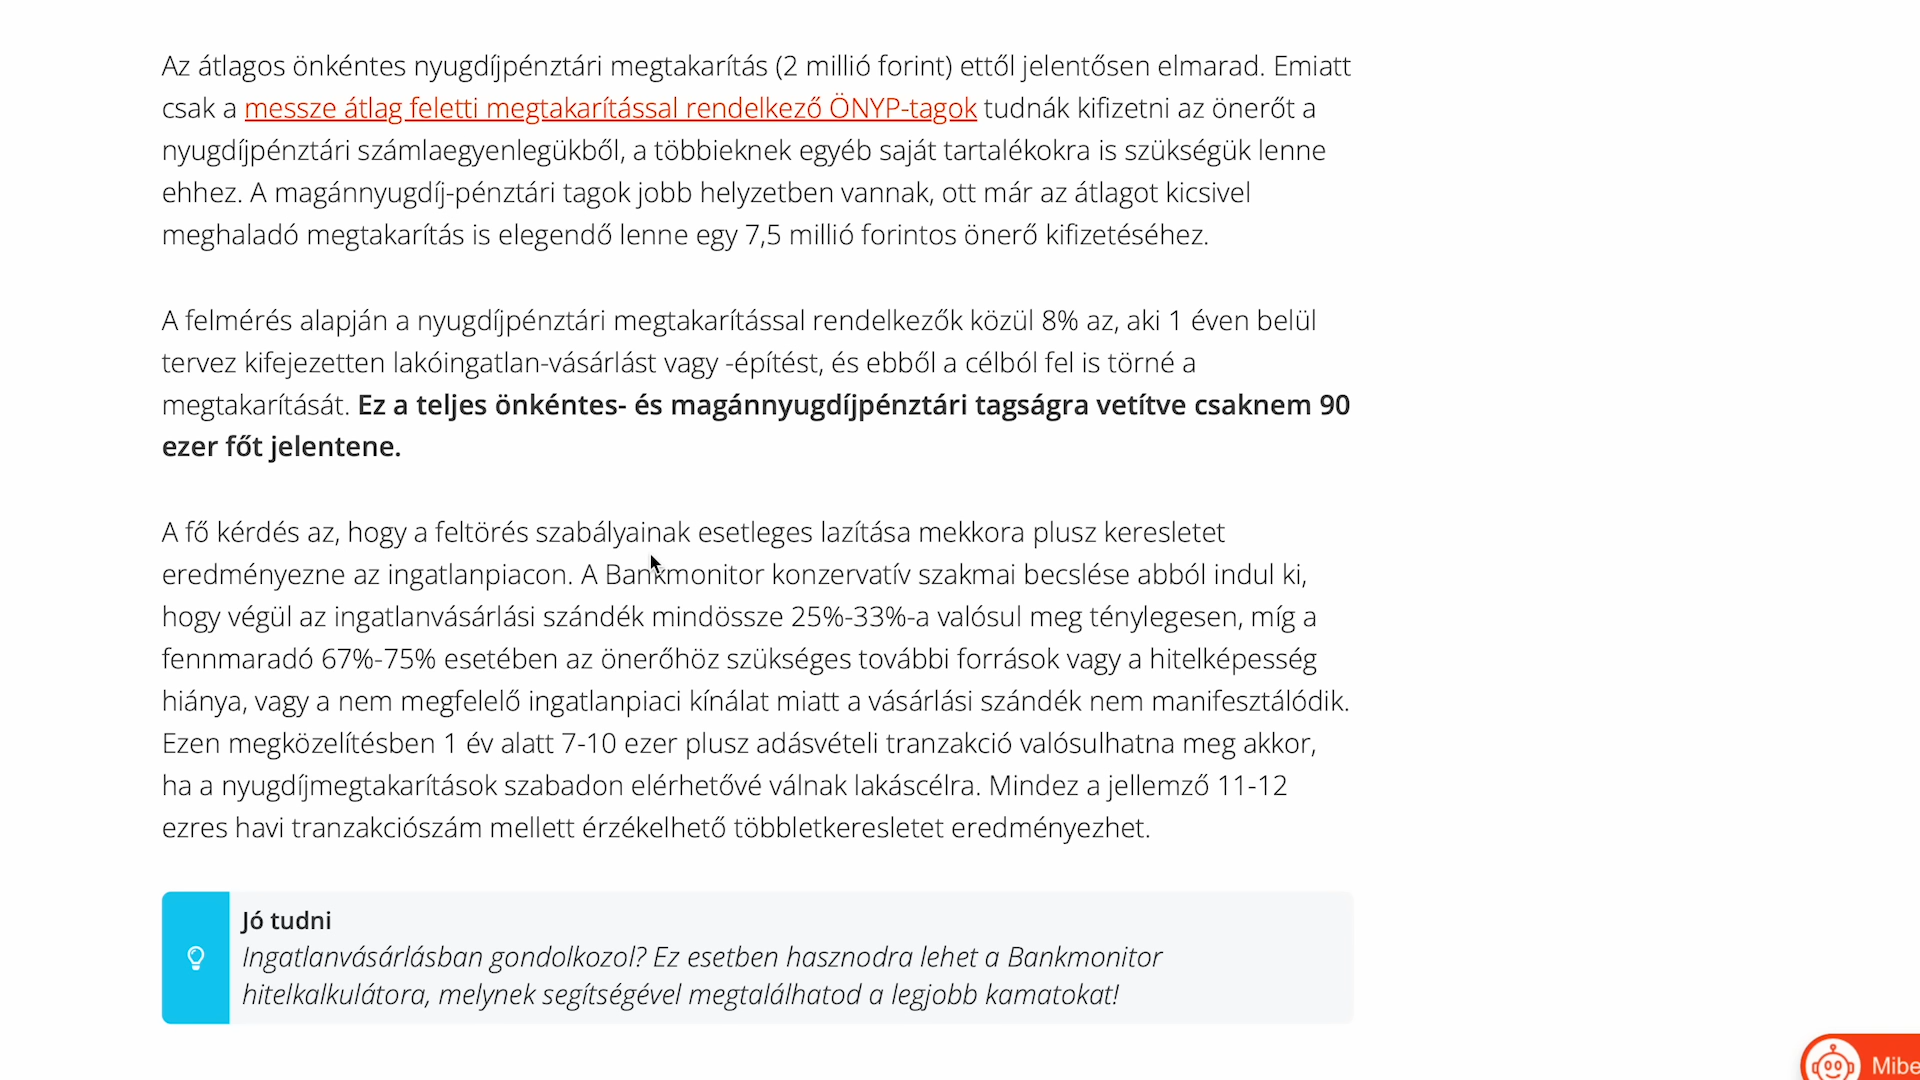 Az átlagos önkéntes nyugdíjpénztári megtakarítás (2 millió forint) ettől jelentősen elmarad. Emiatt
csak a messze átlag feletti megtakarítással rendelkező ÖNYP-tagok tudnák kifizetni az önerőt a
nyugdíjpénztári számlaegyenlegükből, a többieknek egyéb saját tartalékokra is szükségük lenne
ehhez. A magánnyugdíj-pénztári tagok jobb helyzetben vannak, ott már az átlagot kicsivel
meghaladó megtakarítás is elegendő lenne egy 7,5 millió forintos önerő kifizetéséhez.
A felmérés alapján a nyugdíjpénztári megtakarítással rendelkezők közül 8% az, aki 1 éven belül
tervez kifejezetten lakóingatlan-vásárlást vagy -építést, és ebből a célból fel is törné a
megtakarítását. Ez a teljes önkéntes- és magánnyugdíjpénztári tagságra vetítve csaknem 90
ezer főt jelentene.
A fő kérdés az, hogy a feltörés szabályainak esetleges lazítása mekkora plusz keresletet
eredményezne az ingatlanpiacon. A Bankmonitor konzervatív szakmai becslése abból indul ki,
hogy végül az ingatlanvásárlási szándék mindössze 25%-33%-a valósul meg ténylegesen, míg a
fennmaradó 67%-75% esetében az önerőhöz szükséges további források vagy a hitelképesség
hiánya, vagy a nem megfelelő ingatlanpiaci kínálat miatt a vásárlási szándék nem manifesztálódik.
Ezen megközelítésben 1 év alatt 7-10 ezer plusz adásvételi tranzakció valósulhatna meg akkor,
ha a nyugdíjmegtakarítások szabadon elérhetővé válnak lakáscélra. Mindez a jellemző 11-12
ezres havi tranzakciószám mellett érzékelhető többletkeresletet eredményezhet.
Jó tudni
Ingatlanvásárlásban gondolkozol? Ez esetben hasznodra lehet a Bankmonitor
hitelkalkulátora, melynek segítségével megtalálhatod a legjobb kamatokat!
Mibe